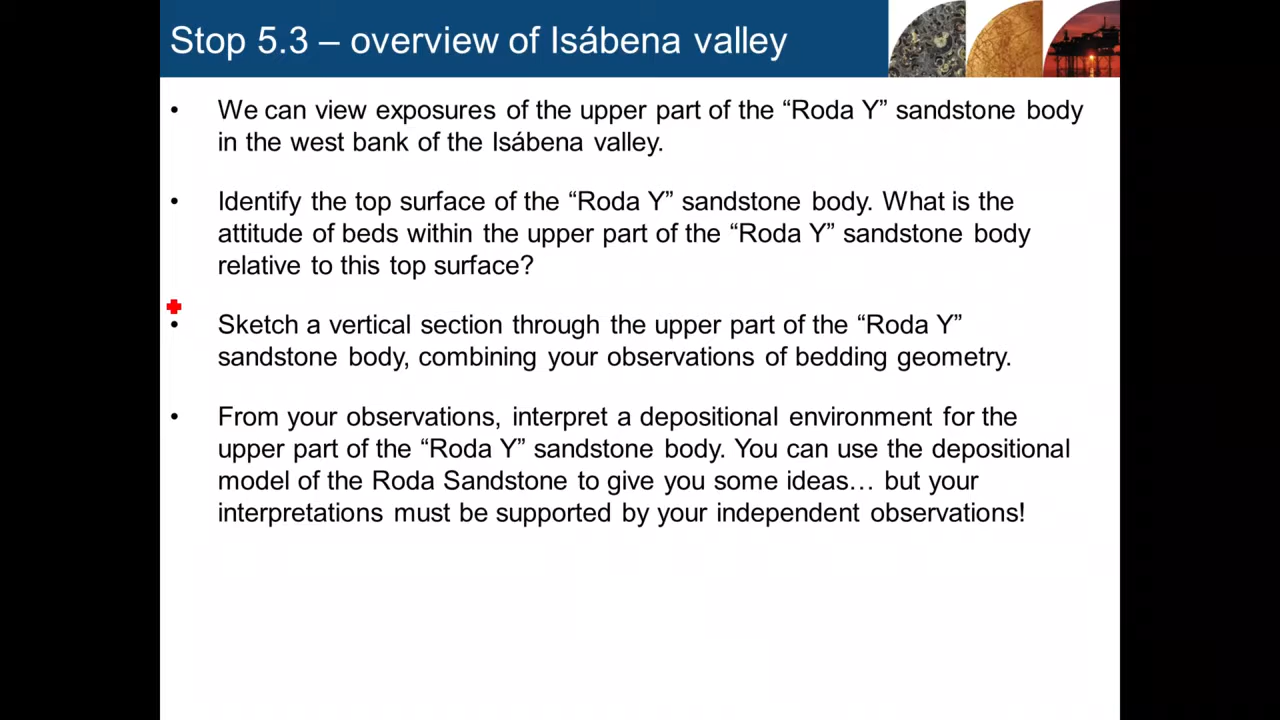 Stop 5.3 – overview of Isábena valley
• We can view exposures of the upper part of the “Roda Y” sandstone body
in the west bank of the Isábena valley.
• Identify the top surface of the “Roda Y” sandstone body. What is the
attitude of beds within the upper part of the “Roda Y” sandstone body
relative to this top surface?
• Sketch a vertical section through the upper part of the “Roda Y”
sandstone body, combining your observations of bedding geometry.
• From your observations, interpret a depositional environment for the
upper part of the “Roda Y” sandstone body. You can use the depositional
model of the Roda Sandstone to give you some ideas… but your
interpretations must be supported by your independent observations!